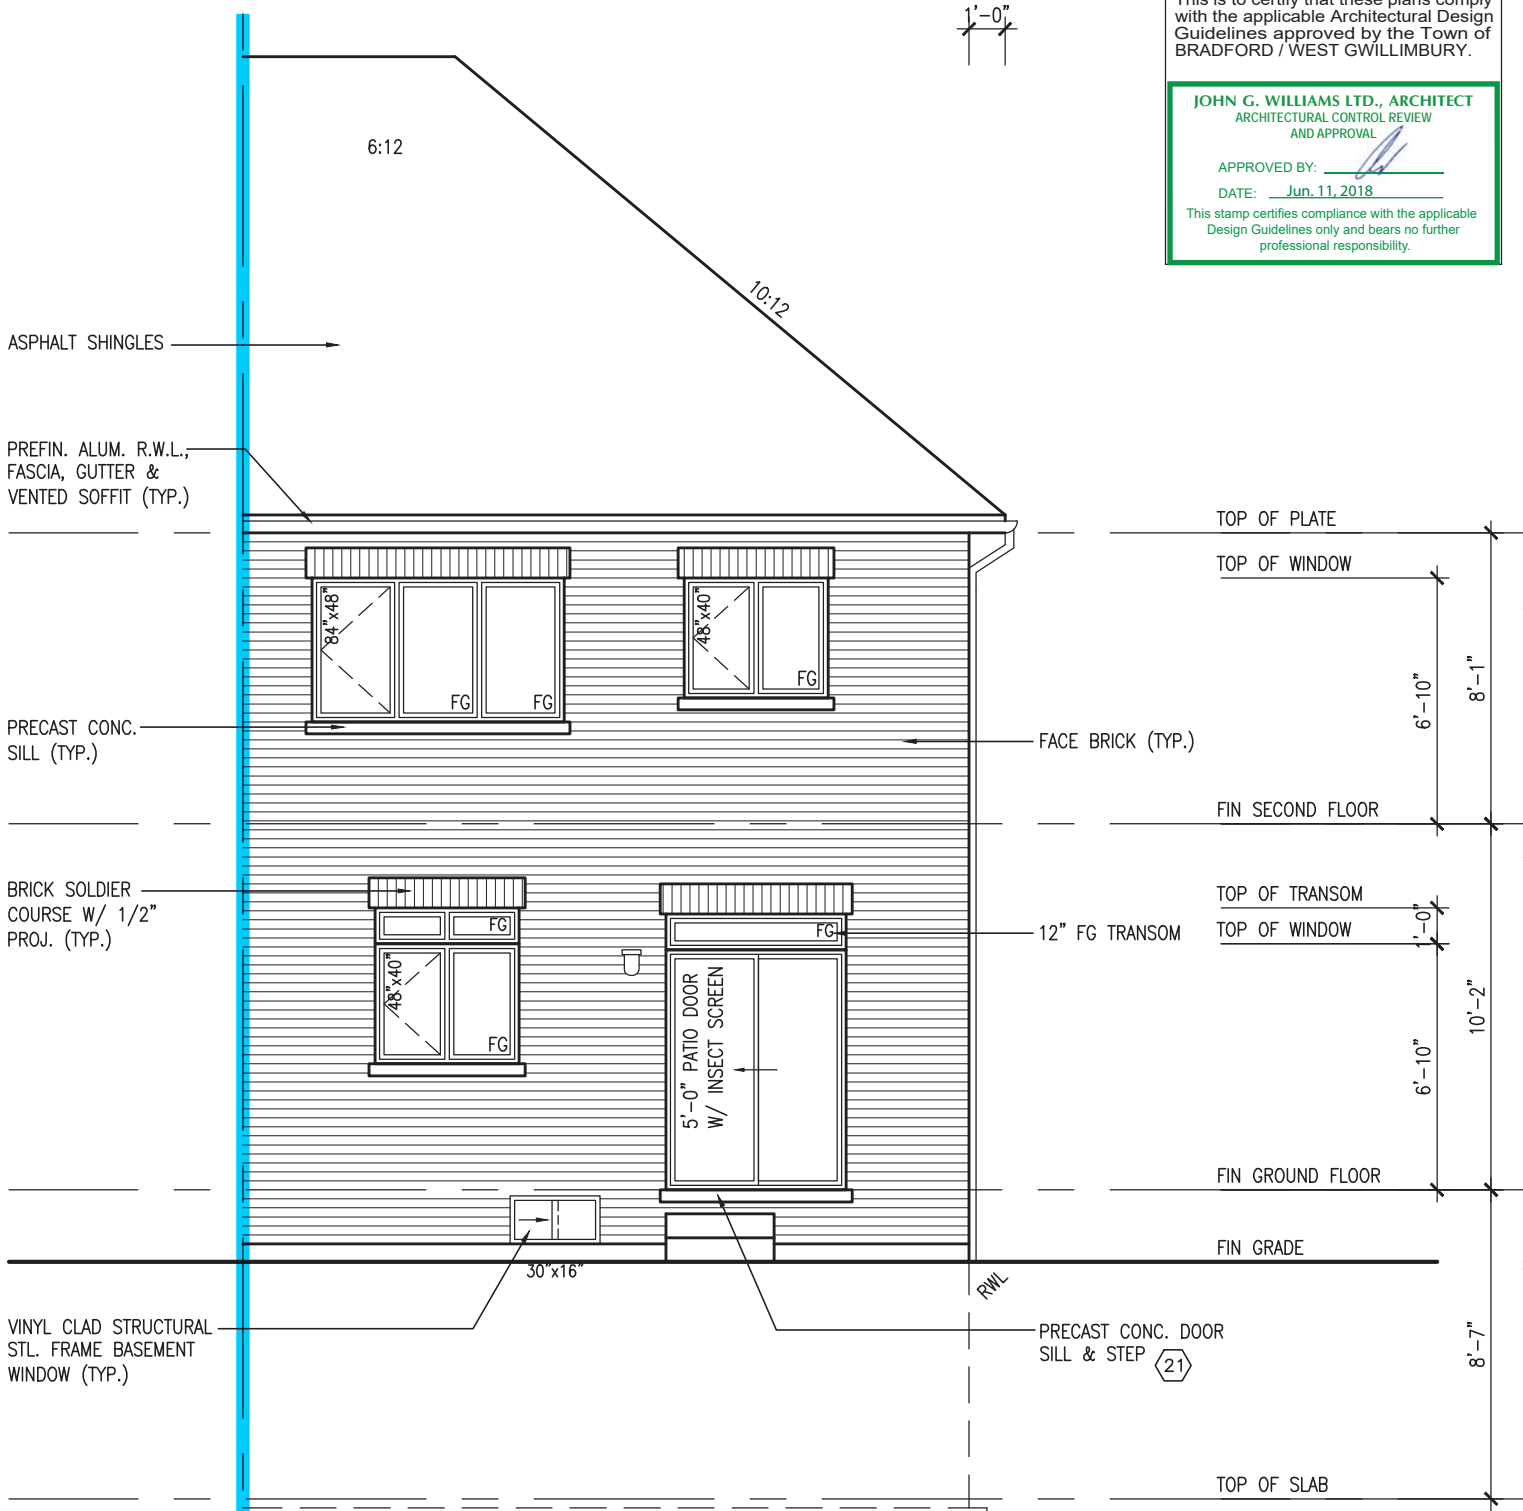 1'-0"
This is to certify that these plans comply
with the applicable Architectural Design
Guidelines approved by the Town of
BRADFORD / WEST GWILLIMBURY.
JOHN G. WILLIAMS LTD., ARCHITECT
ARCHITECTURAL CONTROL REVIEW
AND APPROVAL
APPROVED BY:
DATE: Jun. 11, 2018
This stamp certifies compliance with the applicable
Design Guidelines only and bears no further
professional responsibility.
6:12
10:12
ASPHALT SHINGLES
PREFIN. ALUM. R.W.L.,
FASCIA, GUTTER &
VENTED SOFFIT (TYP.)
TOP OF PLATE
TOP OF WINDOW
84"x48"
FG
FG
48"x40"
FG
6'-10"
8'-1"
PRECAST CONC.
SILL (TYP.)
FACE BRICK (TYP.)
FIN SECOND FLOOR
BRICK SOLDIER
COURSE W/ 1/2"
PROJ. (TYP.)
FG
48"x40"
FG
FG
5'-0" PATIO DOOR
W/ INSECT SCREEN
12" FG TRANSOM
TOP OF TRANSOM
TOP OF WINDOW
1'-0"
6'-10"
10'-2"
FIN GROUND FLOOR
FIN GRADE
30"x16"
RWL
VINYL CLAD STRUCTURAL
STL. FRAME BASEMENT
WINDOW (TYP.)
PRECAST CONC. DOOR
SILL & STEP 21
8'-7"
TOP OF SLAB